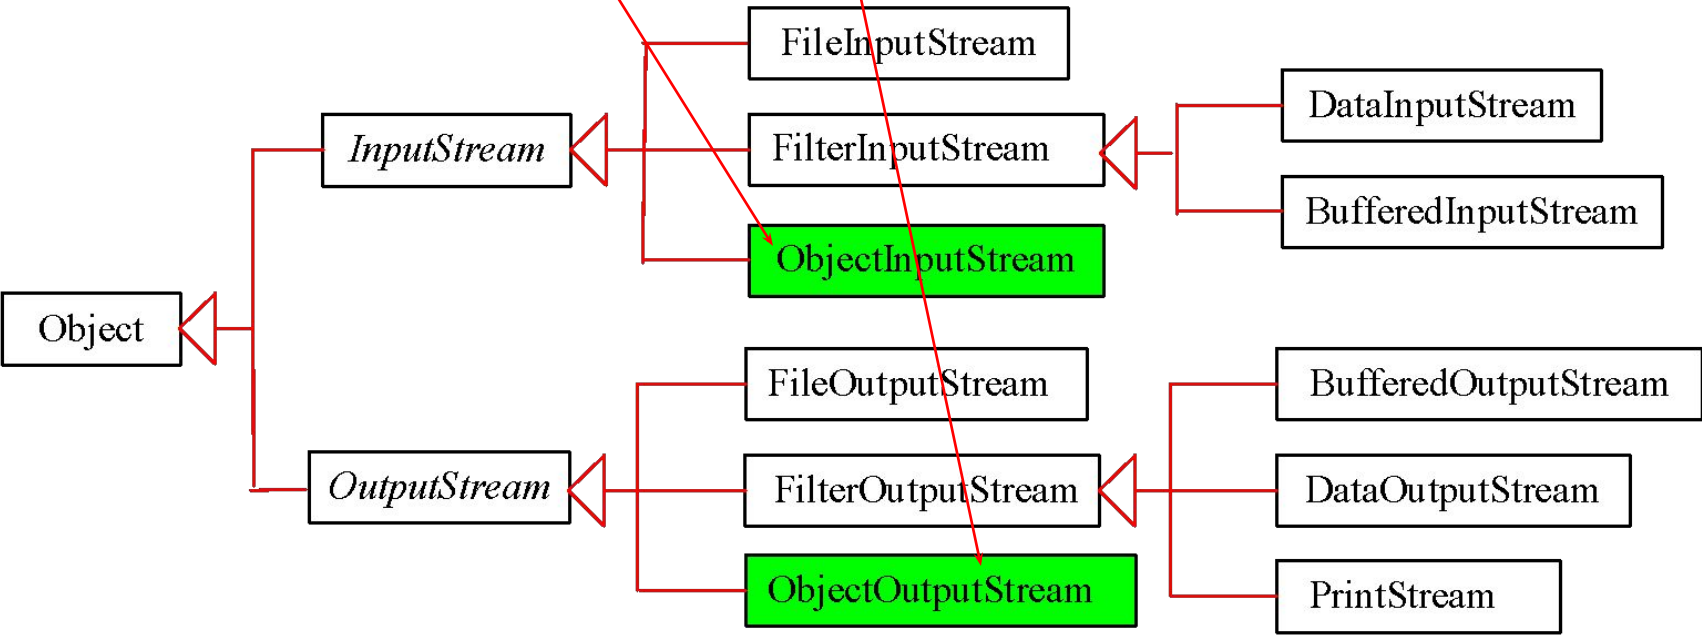 FileInputStream
DataInputStream
InputStream
FilterInputStream
BufferedInputStream
ObjectInputStream
Object
FileOutputStream
BufferedOutputStream
OutputStream
FilterOutputStream
DataOutputStream
ObjectOutputStream
PrintStream